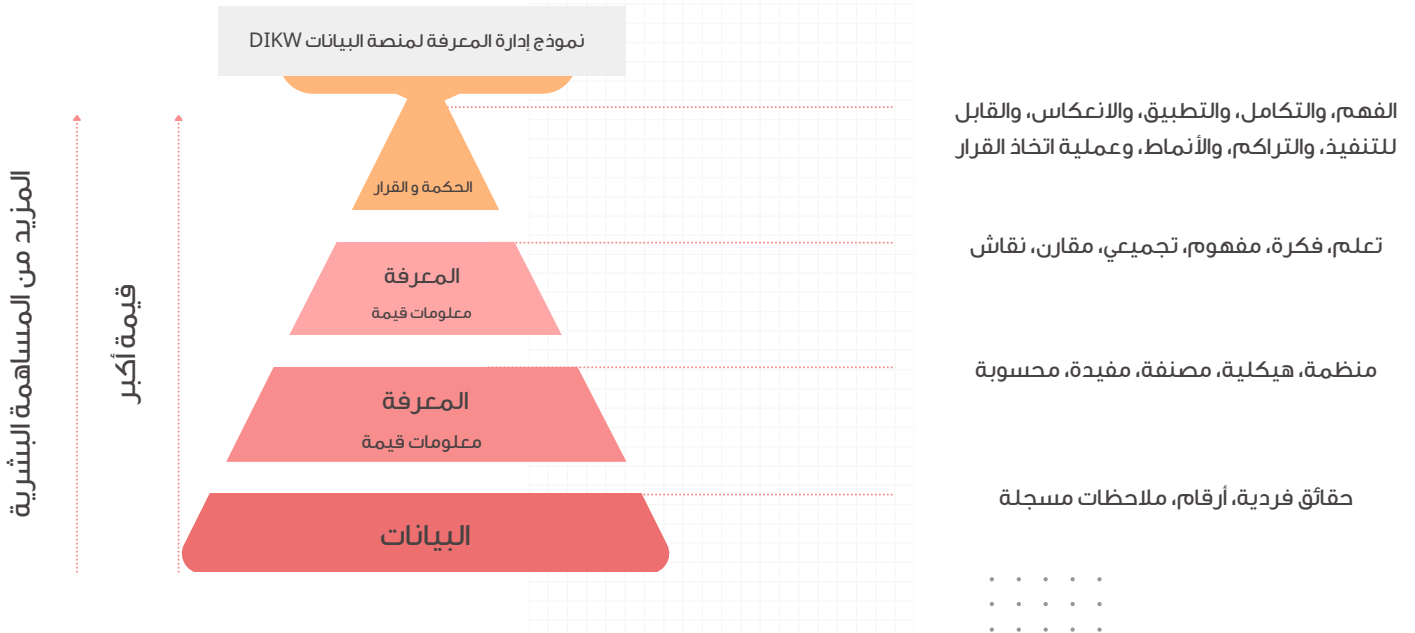 نموذج إدارة المعرفة لمنصة البيانات DIKW
الفهم، والتكامل، والتطبيق، والانعكاس، والقابل
للتنفيذ، والتراكم، والأنماط، وعملية اتخاذ القرار
الحكمة و القرار
تعلم، فكرة، مفهوم، تجميعي، مقارن، نقاش
المعرفة
معلومات قيمة
منظمة، هيكلية، مصنفة، مفيدة، محسوبة
المعرفة
معلومات قيمة
حقائق فردية، أرقام، ملاحظات مسجلة
البيانات
قيمة أكبر
المزيد من المساهمة البشرية